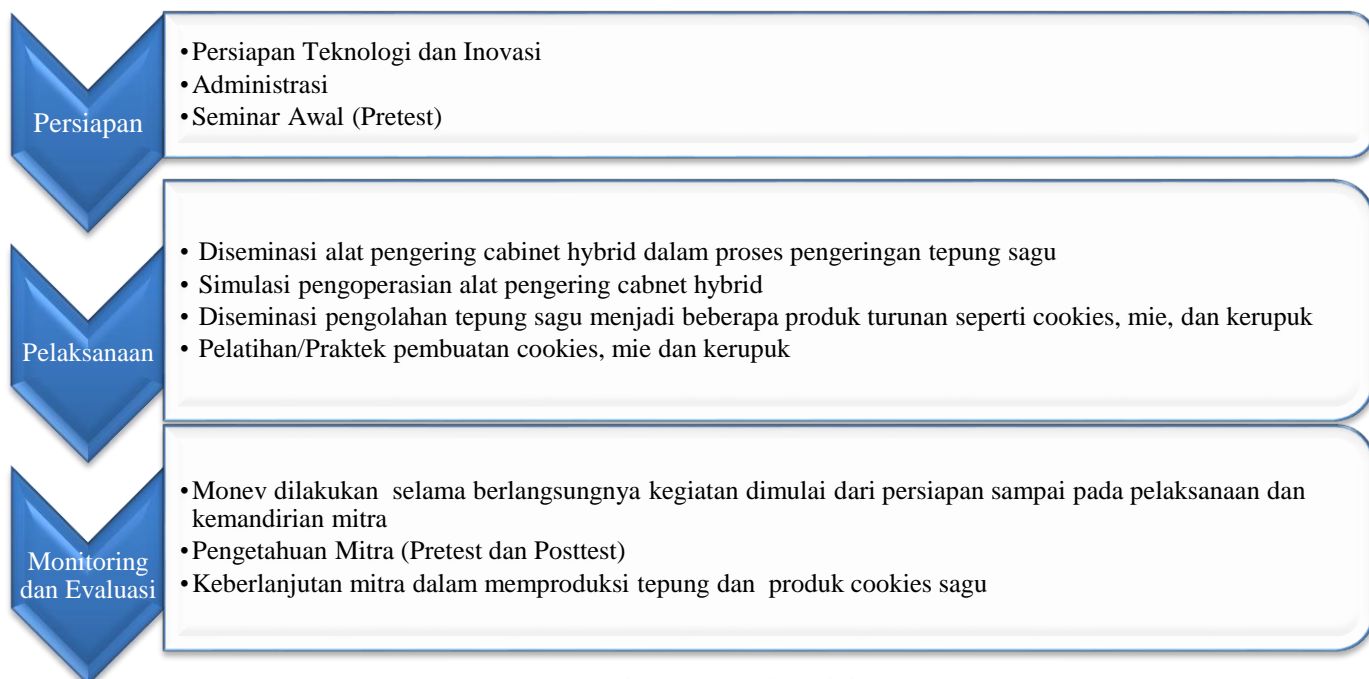 Persiapan
•Persiapan Teknologi dan Inovasi
•Administrasi
•Seminar Awal (Pretest)
Pelaksanaan
• Diseminasi alat pengering cabinet hybrid dalam proses pengeringan tepung sagu
• Simulasi pengoperasian alat pengering cabnet hybrid
• Diseminasi pengolahan tepung sagu menjadi beberapa produk turunan seperti cookies, mie, dan kerupuk
• Pelatihan/Praktek pembuatan cookies, mie dan kerupuk
Monitoring
dan Evaluasi
•Monev dilakukan selama berlangsungnya kegiatan dimulai dari persiapan sampai pada pelaksanaan dan
kemandirian mitra
•Pengetahuan Mitra (Pretest dan Posttest)
•Keberlanjutan mitra dalam memproduksi tepung dan produk cookies sagu